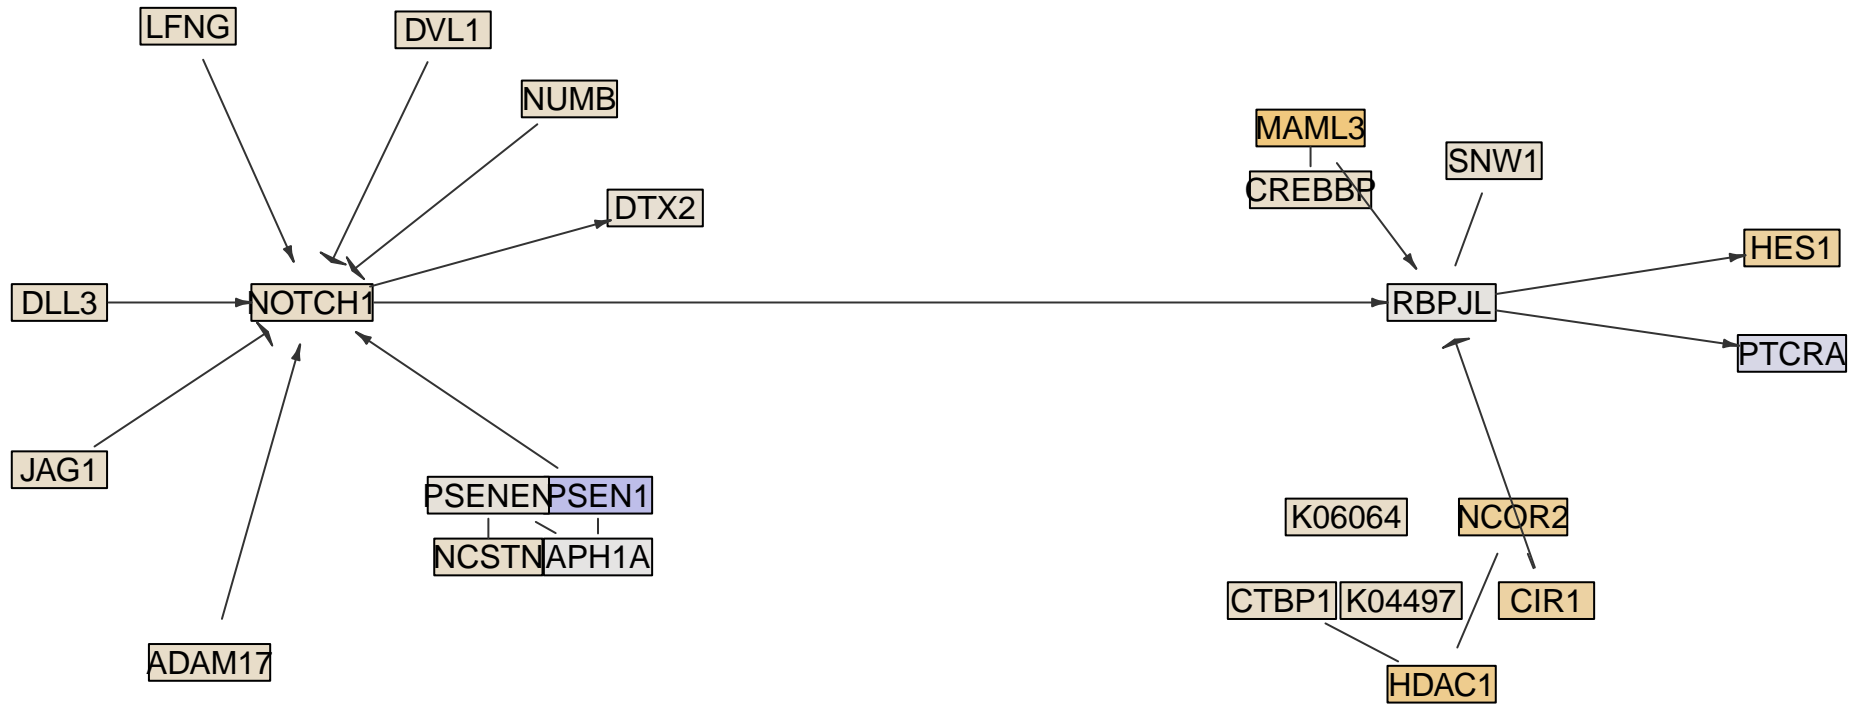 LFNG
DVL1
NUMB
MAML3
SNW1
CREBBP
DTX2
HES1
DLL3
NOTCH1
RBPJL
PTCRA
JAG1
PSENEN
PSEN1
K06064
NCOR2
NCSTN
APH1A
CTBP1
K04497
CIR1
ADAM17
HDAC1